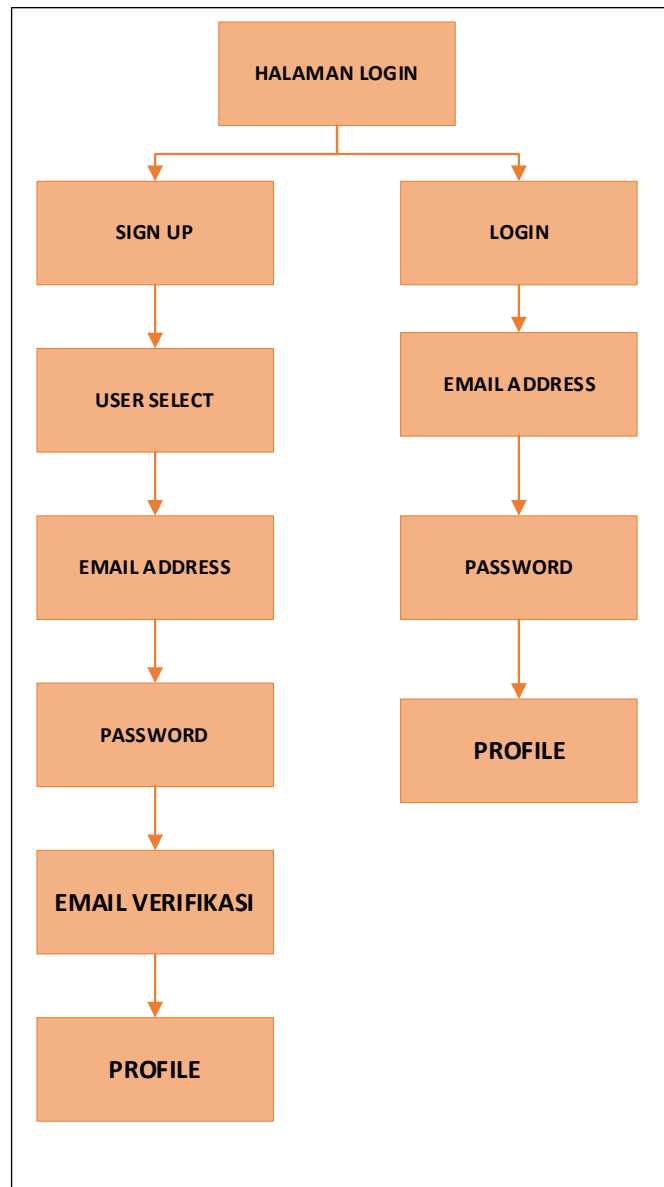 HALAMAN LOGIN
SIGN UP
LOGIN
USER SELECT
EMAIL ADDRESS
EMAIL ADDRESS
PASSWORD
PASSWORD
PROFILE
EMAIL VERIFIKASI
PROFILE